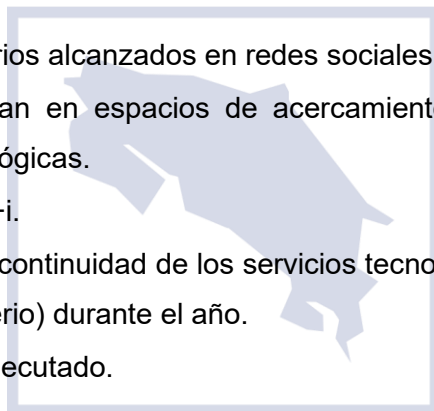 rios alcanzados en redes sociales
an en espacios de acercamiento
ógicas.
-i.
continuidad de los servicios tecno
erio) durante el año.
ecutado.